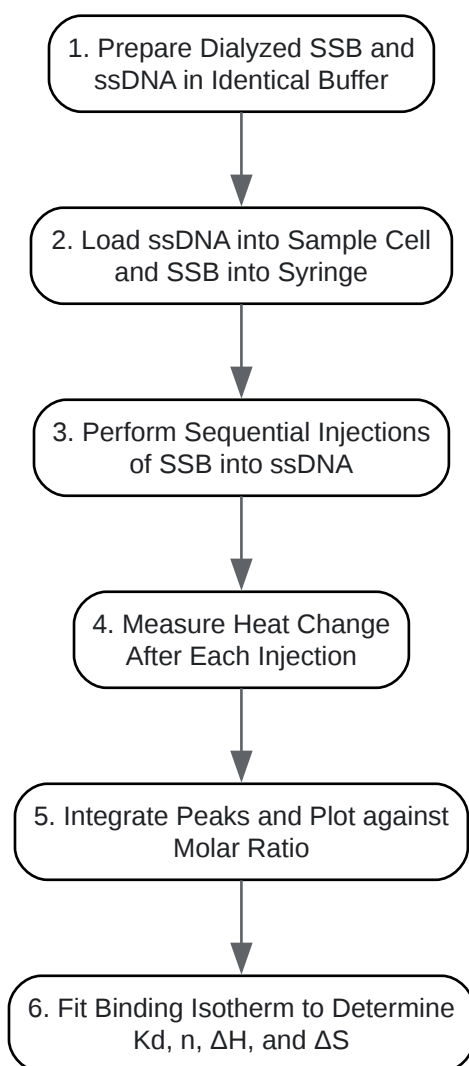 1. Prepare Dialyzed SSB and
ssDNA in Identical Buffer
2. Load ssDNA into Sample Cell
and SSB into Syringe
3. Perform Sequential Injections
of SSB into ssDNA
4. Measure Heat Change
After Each Injection
5. Integrate Peaks and Plot against
Molar Ratio
6. Fit Binding Isotherm to Determine
Kd, n, ΔH, and ΔS